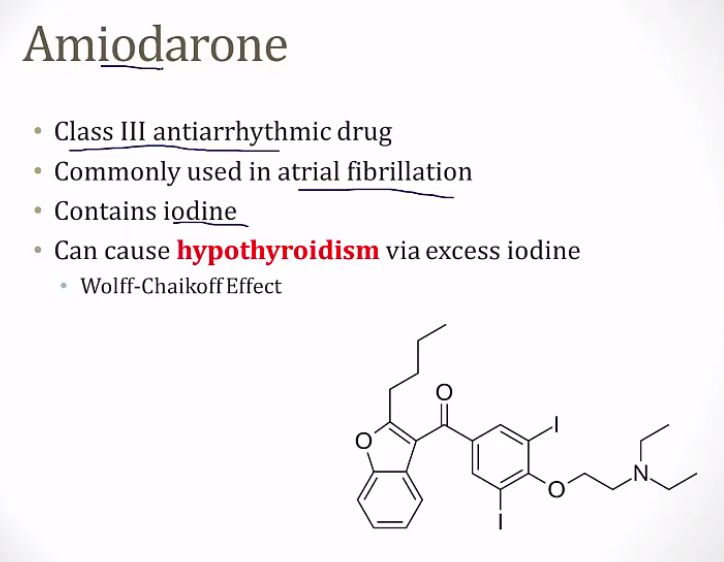 Amiodarone
• Class III antiarrhythmic drug
• Commonly used in atrial fibrillation
• Contains iodine
• Can cause hypothyroidism via excess iodine
• Wolff-Chaikoff Effect
O
O
I
N
O
I